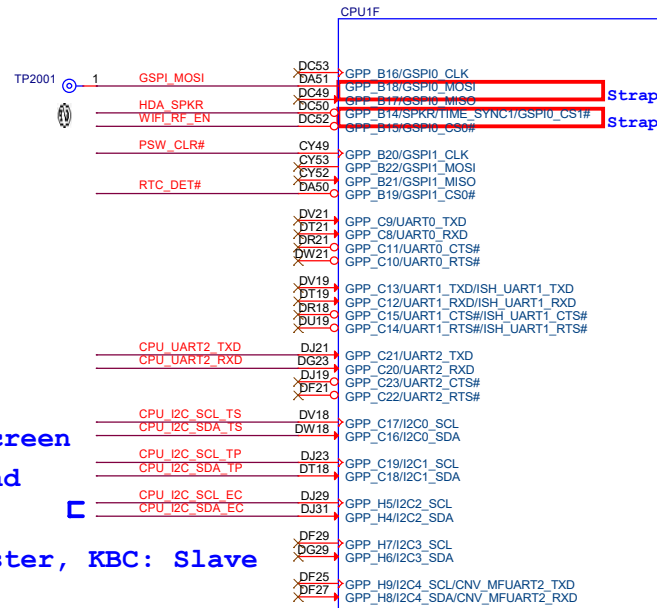 CPU1F
TP2001 1 GSPI_MOSI DC53 GPP_B16/GSPI0_CLK
DA51 GPP_B18/GSPI0_MOSI Strap
HDA_SPKR DC49 GPP_B17/GSPI0_MISO
WIFI_RF_EN DC50 GPP_B14/SPKR/TIME_SYNC1/GSPI0_CS1# Strap
DC52 GPP_B15/GSPI0_CS0#
PSW_CLR# CY49 GPP_B20/GSPI1_CLK
CY53 GPP_B22/GSPI1_MOSI
CY52 GPP_B21/GSPI1_MISO
RTC_DET# DA50 GPP_B19/GSPI1_CS0#
DV21 GPP_C9/UART0_TXD
DT21 GPP_C8/UART0_RXD
DR21 GPP_C11/UART0_CTS#
DW21 GPP_C10/UART0_RTS#
DV19 GPP_C13/UART1_TXD/ISH_UART1_TXD
DT19 GPP_C12/UART1_RXD/ISH_UART1_RXD
DR18 GPP_C15/UART1_CTS#/ISH_UART1_CTS#
DU19 GPP_C14/UART1_RTS#/ISH_UART1_RTS#
CPU_UART2_TXD DJ21 GPP_C21/UART2_TXD
CPU_UART2_RXD DG23 GPP_C20/UART2_RXD
DJ19 GPP_C23/UART2_CTS#
DF21 GPP_C22/UART2_RTS#
CPU_I2C_SCL_TS DV18 GPP_C17/I2C0_SCL
reen CPU_I2C_SDA_TS DW18 GPP_C16/I2C0_SDA
CPU_I2C_SCL_TP DJ23 GPP_C19/I2C1_SCL
d CPU_I2C_SDA_TP DT18 GPP_C18/I2C1_SDA
CPU_I2C_SCL_EC DJ29 GPP_H5/I2C2_SCL
CPU_I2C_SDA_EC DJ31 GPP_H4/I2C2_SDA
DF29 GPP_H7/I2C3_SCL
ster, KBC: Slave DG29 GPP_H6/I2C3_SDA
DF25 GPP_H9/I2C4_SCL/CNV_MFUART2_TXD
DF27 GPP_H8/I2C4_SDA/CNV_MFUART2_RXD